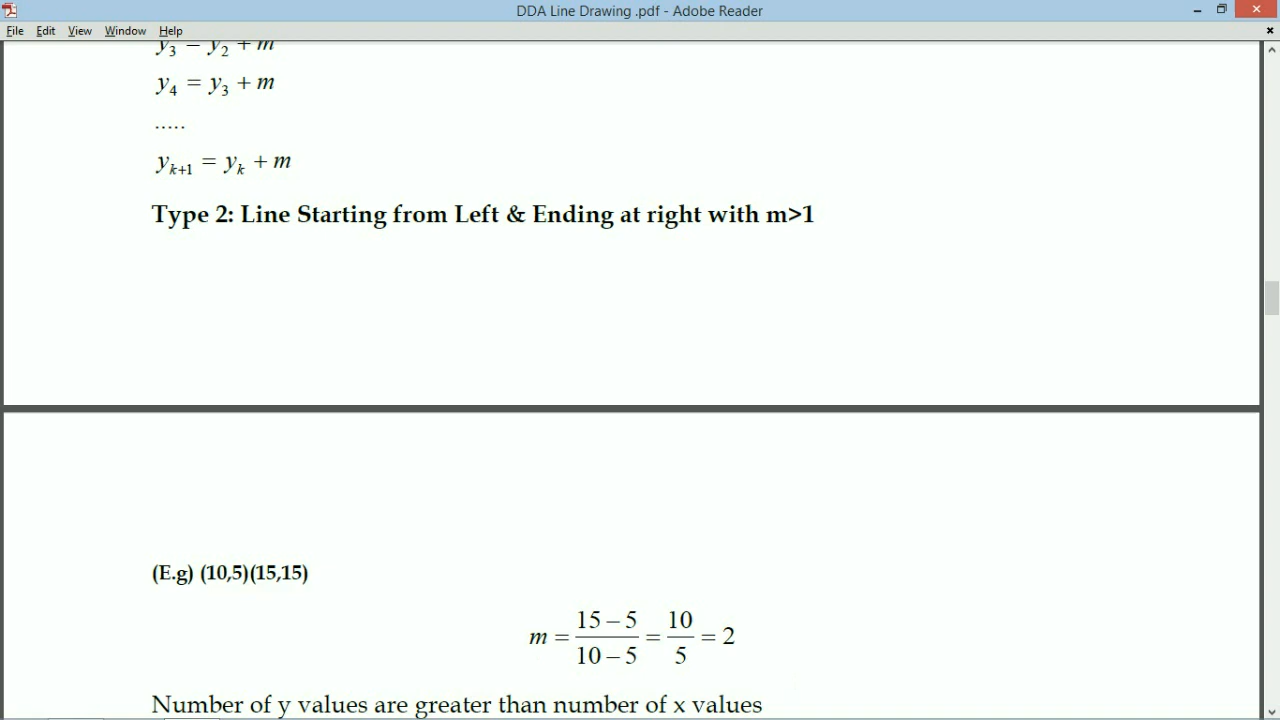 DDA Line Drawing .pdf - Adobe Reader
File Edit View Window Help
y₃ = y₂ + m
y₄ = y₃ + m
.....
yₖ₊₁ = yₖ + m
Type 2: Line Starting from Left & Ending at right with m>1
(E.g) (10,5)(15,15)
m = (15 – 5)/(10 – 5) = 10/5 = 2
Number of y values are greater than number of x values